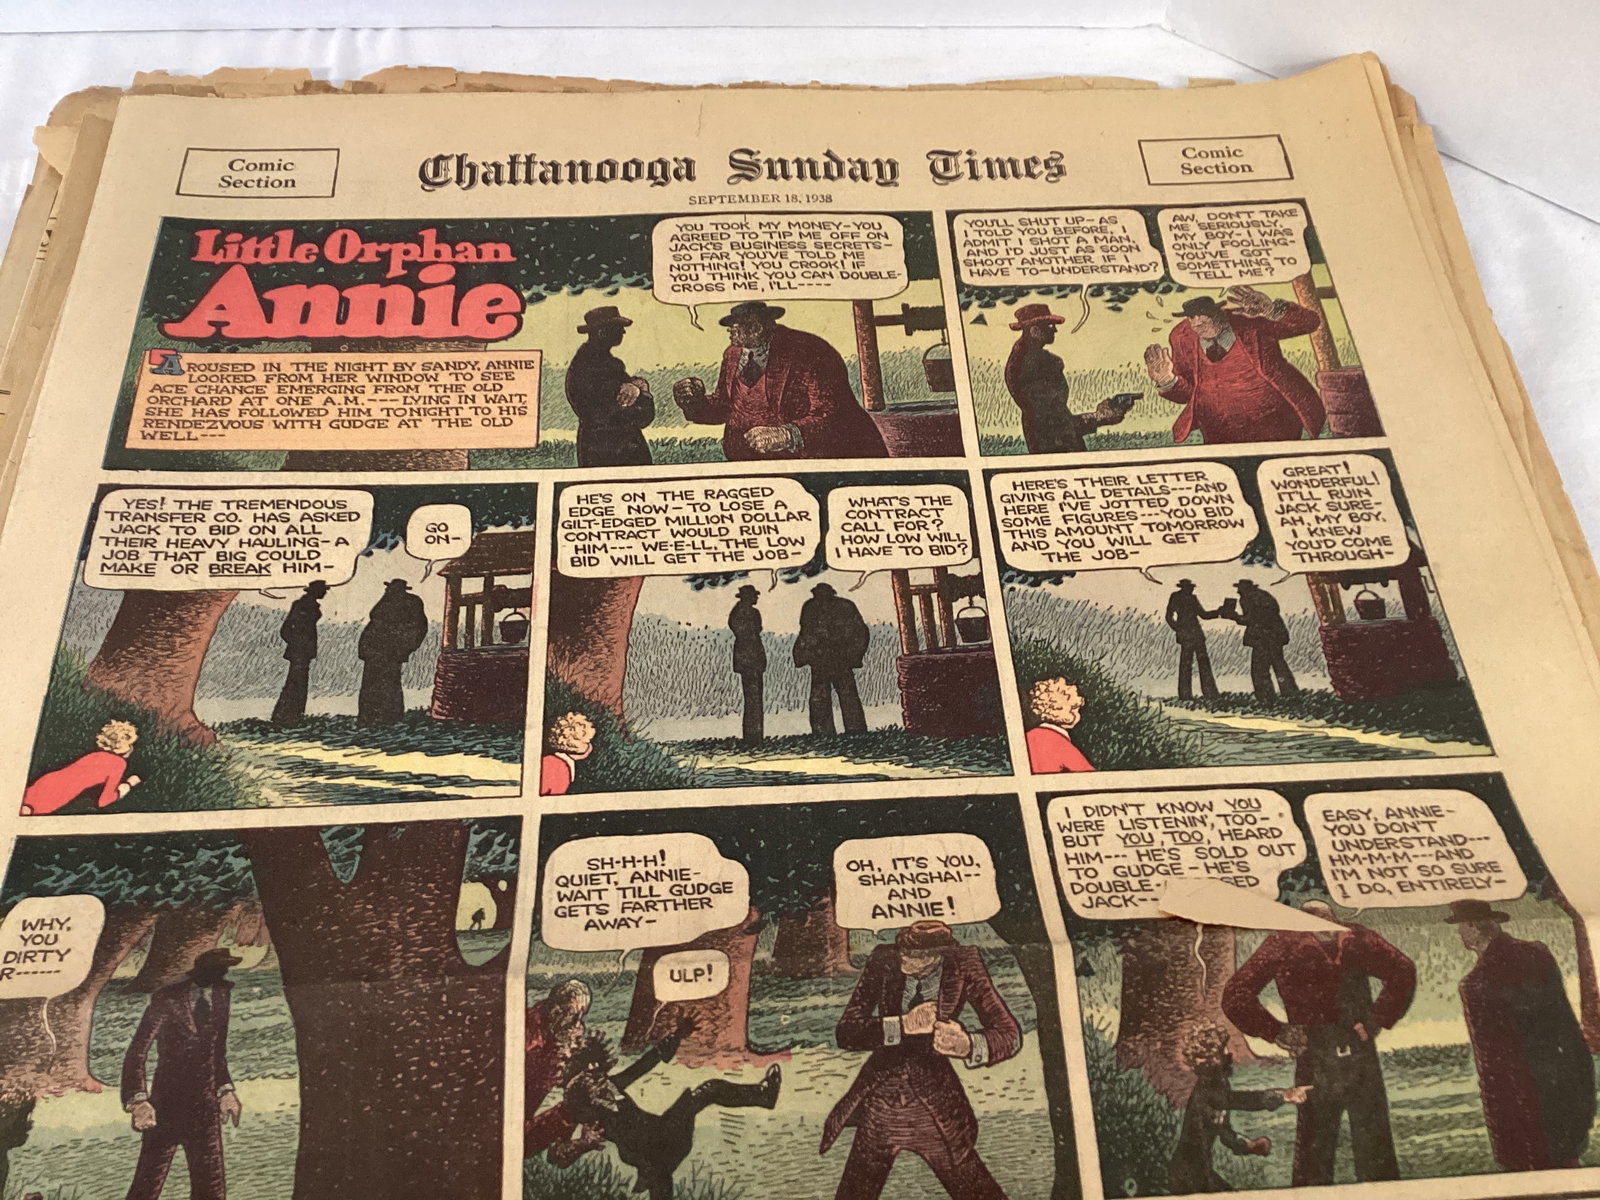 Comic
Section
Chattanooga Sunday Times
SEPTEMBER 18, 1938
Comic
Section
Little Orphan
Annie
AROUSED IN THE NIGHT BY SANDY, ANNIE
LOOKED FROM HER WINDOW TO SEE
ACE CHANCE EMERGING FROM THE OLD
ORCHARD AT ONE A.M.---LYING IN WAIT,
SHE HAS FOLLOWED HIM TONIGHT TO HIS
RENDEZVOUS WITH GUDGE AT THE OLD
WELL---
YOU TOOK MY MONEY-YOU
AGREED TO TIP ME OFF ON
JACK'S BUSINESS SECRETS-
SO FAR YOU'VE TOLD ME
NOTHING! YOU CROOK! IF
YOU THINK YOU CAN DOUBLE-
CROSS ME, I'LL----
YOU'LL SHUT UP-AS
I TOLD YOU BEFORE, I
ADMIT I SHOT A MAN,
AND I'D JUST AS SOON
SHOOT ANOTHER IF I
HAVE TO-UNDERSTAND?
AW, DON'T TAKE
ME SERIOUSLY,
MY BOY-I WAS
ONLY FOOLING-
YOU'VE GOT
SOMETHING TO
TELL ME?
YES! THE TREMENDOUS
TRANSFER CO. HAS ASKED
JACK TO BID ON ALL
THEIR HEAVY HAULING-A
JOB THAT BIG COULD
MAKE OR BREAK HIM-
GO
ON-
HE'S ON THE RAGGED
EDGE NOW-TO LOSE A
GILT-EDGED MILLION DOLLAR
CONTRACT WOULD RUIN
HIM--- WE-E-LL, THE LOW
BID WILL GET THE JOB-
WHAT'S THE
CONTRACT
CALL FOR?
HOW LOW WILL
I HAVE TO BID?
HERE'S THEIR LETTER
GIVING ALL DETAILS---AND
HERE I'VE JOTTED DOWN
SOME FIGURES---YOU BID
THIS AMOUNT TOMORROW
AND YOU WILL GET
THE JOB-
GREAT!
WONDERFUL!
IT'LL RUIN
JACK SURE-
AH, MY BOY,
I KNEW
YOU'D COME
THROUGH-
WHY,
YOU
DIRTY
R------
SH-H-H!
QUIET, ANNIE-
WAIT TILL GUDGE
GETS FARTHER
AWAY-
ULP!
OH, IT'S YOU,
SHANGHAI--
AND
ANNIE!
I DIDN'T KNOW YOU
WERE LISTENIN', TOO-
BUT YOU, TOO, HEARD
HIM--- HE'S SOLD OUT
TO GUDGE-HE'S
DOUBLE- SED
JACK--
EASY, ANNIE-
YOU DON'T
UNDERSTAND---
HM-M-M---AND
I'M NOT SO SURE
I DO, ENTIRELY-